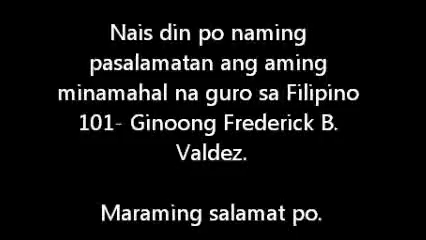 Nais din po naming
pasalamatan ang aming
minamahal na guro sa Filipino
101- Ginoong Frederick B.
Valdez.
Maraming salamat po.